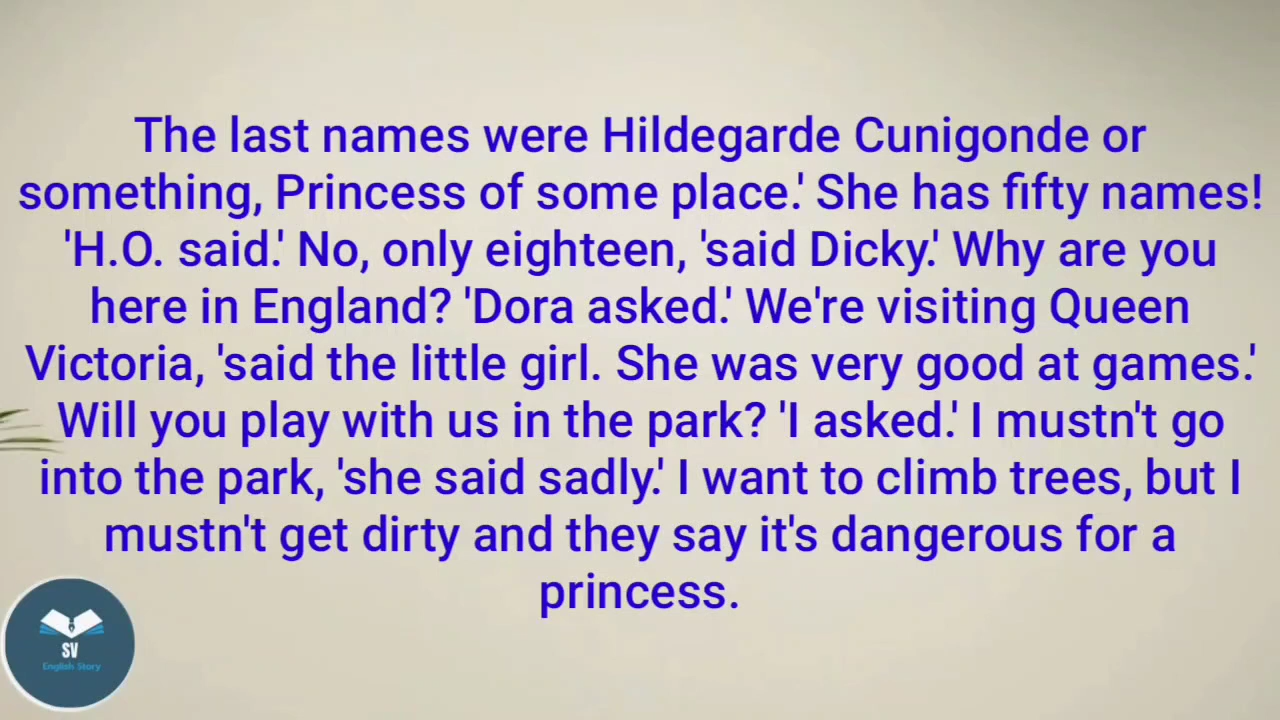 The last names were Hildegarde Cunigonde or
something, Princess of some place.' She has fifty names!
'H.O. said.' No, only eighteen, 'said Dicky.' Why are you
here in England? 'Dora asked.' We're visiting Queen
Victoria, 'said the little girl. She was very good at games.'
Will you play with us in the park? 'I asked.' I mustn't go
into the park, 'she said sadly.' I want to climb trees, but I
mustn't get dirty and they say it's dangerous for a
princess.
SV
English Story